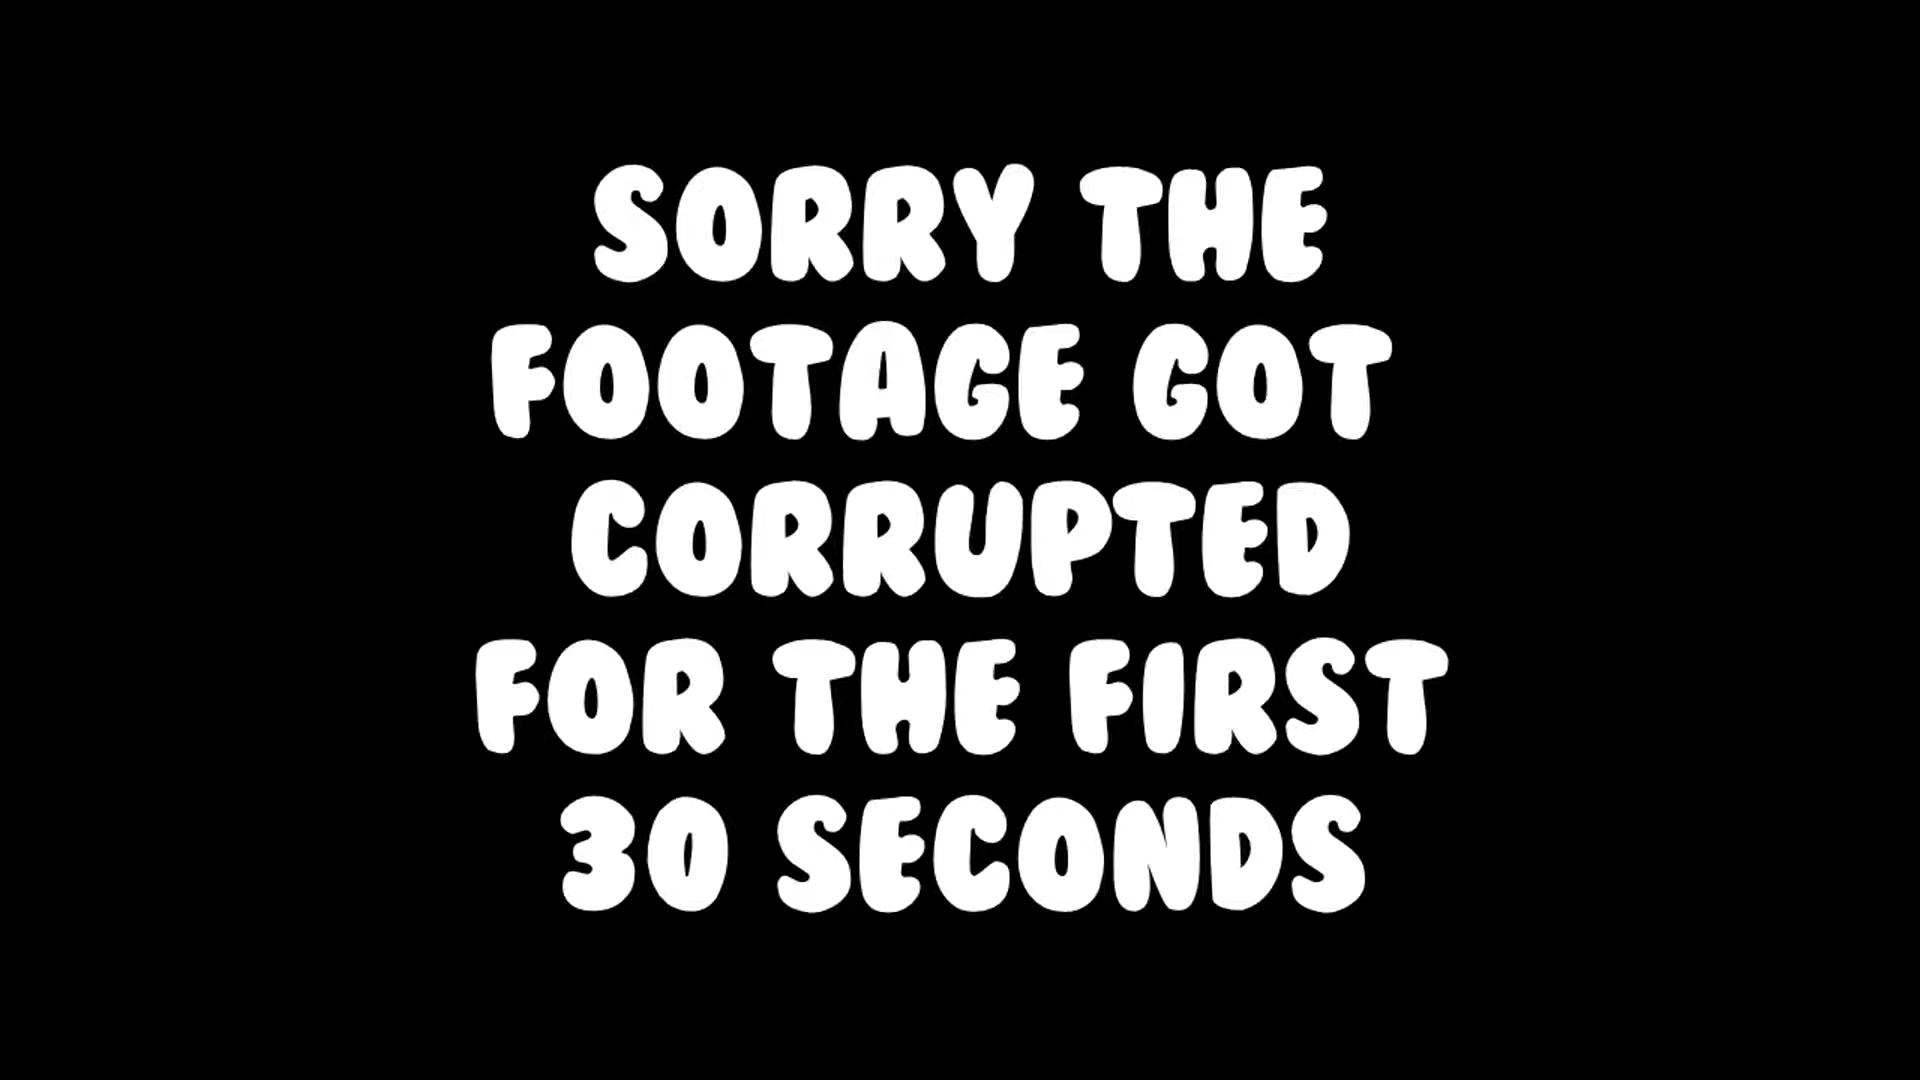 SORRY THE
FOOTAGE GOT
CORRUPTED
FOR THE FIRST
30 SECONDS